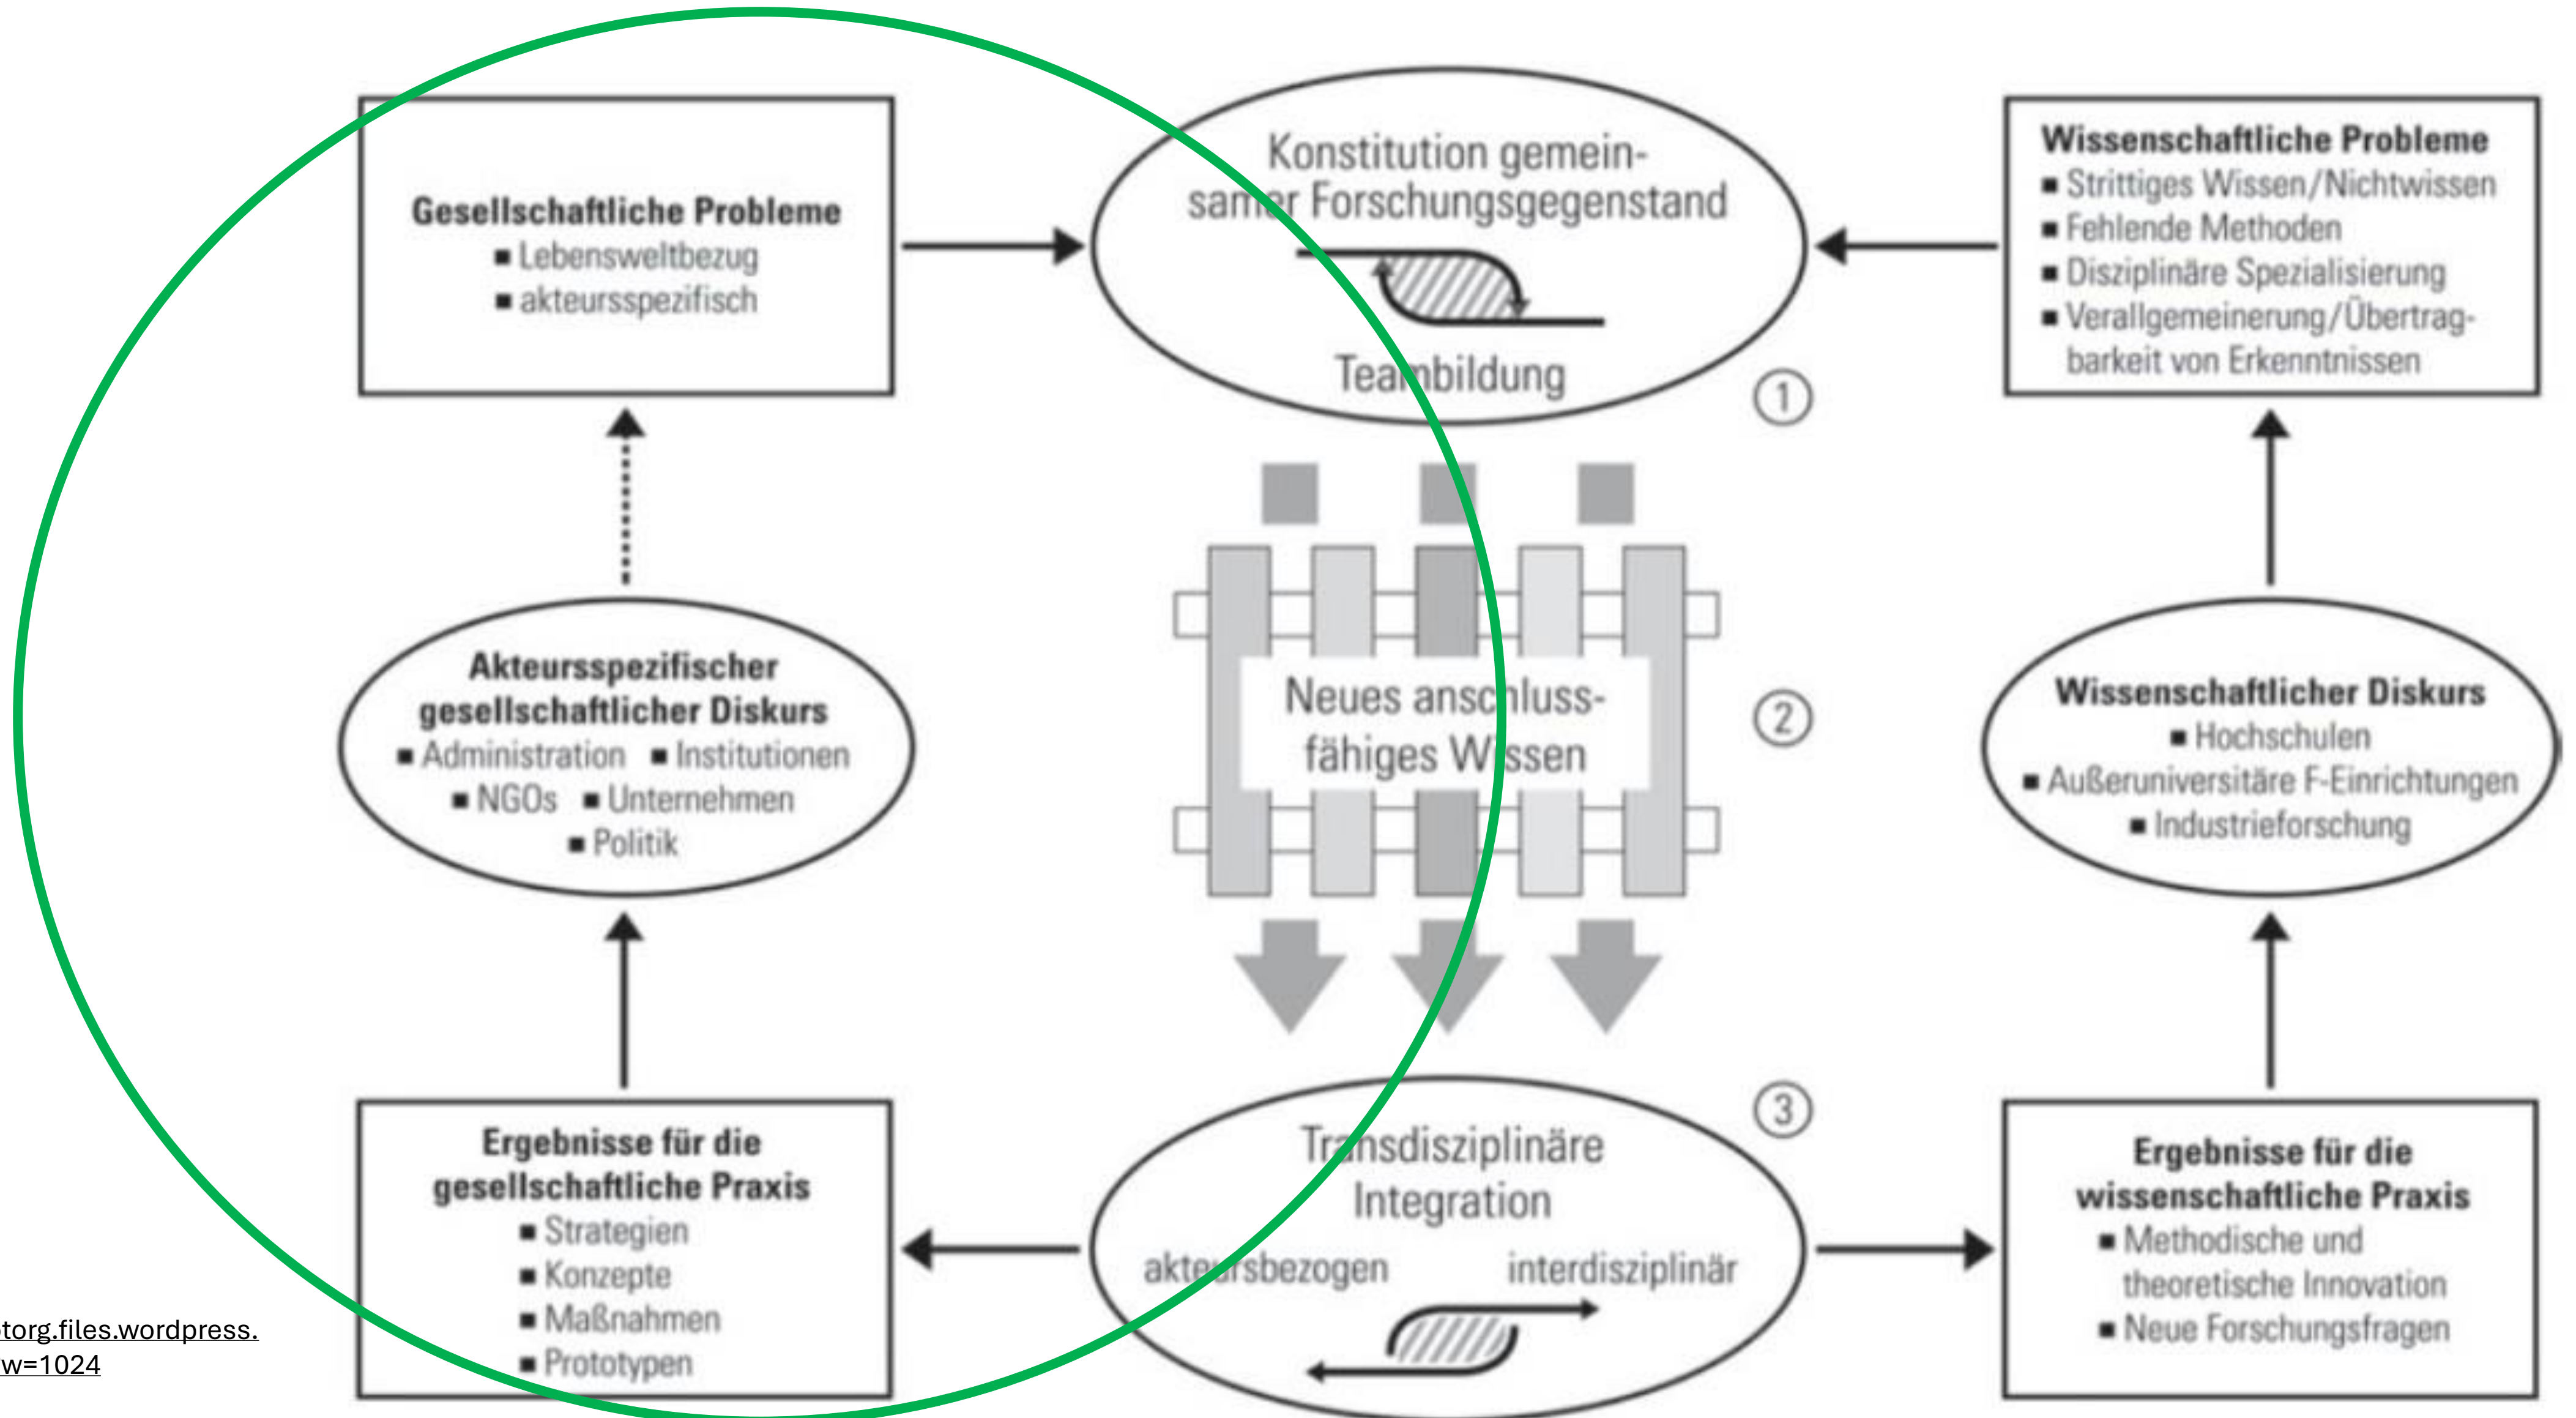 Gesellschaftliche Probleme
■ Lebensweltbezug
■ akteursspezifisch
Konstitution gemein-
samer Forschungsgegenstand
Teambildung
1
Wissenschaftliche Probleme
■ Strittiges Wissen/Nichtwissen
■ Fehlende Methoden
■ Disziplinäre Spezialisierung
■ Verallgemeinerung/Übertrag-
barkeit von Erkenntnissen
Akteursspezifischer
gesellschaftlicher Diskurs
■ Administration ■ Institutionen
■ NGOs ■ Unternehmen
■ Politik
Neues anschluss-
fähiges Wissen
2
Wissenschaftlicher Diskurs
■ Hochschulen
■ Außeruniversitäre F-Einrichtungen
■ Industrieforschung
Ergebnisse für die
gesellschaftliche Praxis
■ Strategien
■ Konzepte
■ Maßnahmen
■ Prototypen
3
Transdisziplinäre
Integration
akteursbezogen interdisziplinär
Ergebnisse für die
wissenschaftliche Praxis
■ Methodische und
theoretische Innovation
■ Neue Forschungsfragen
torg.files.wordpress.
w=1024